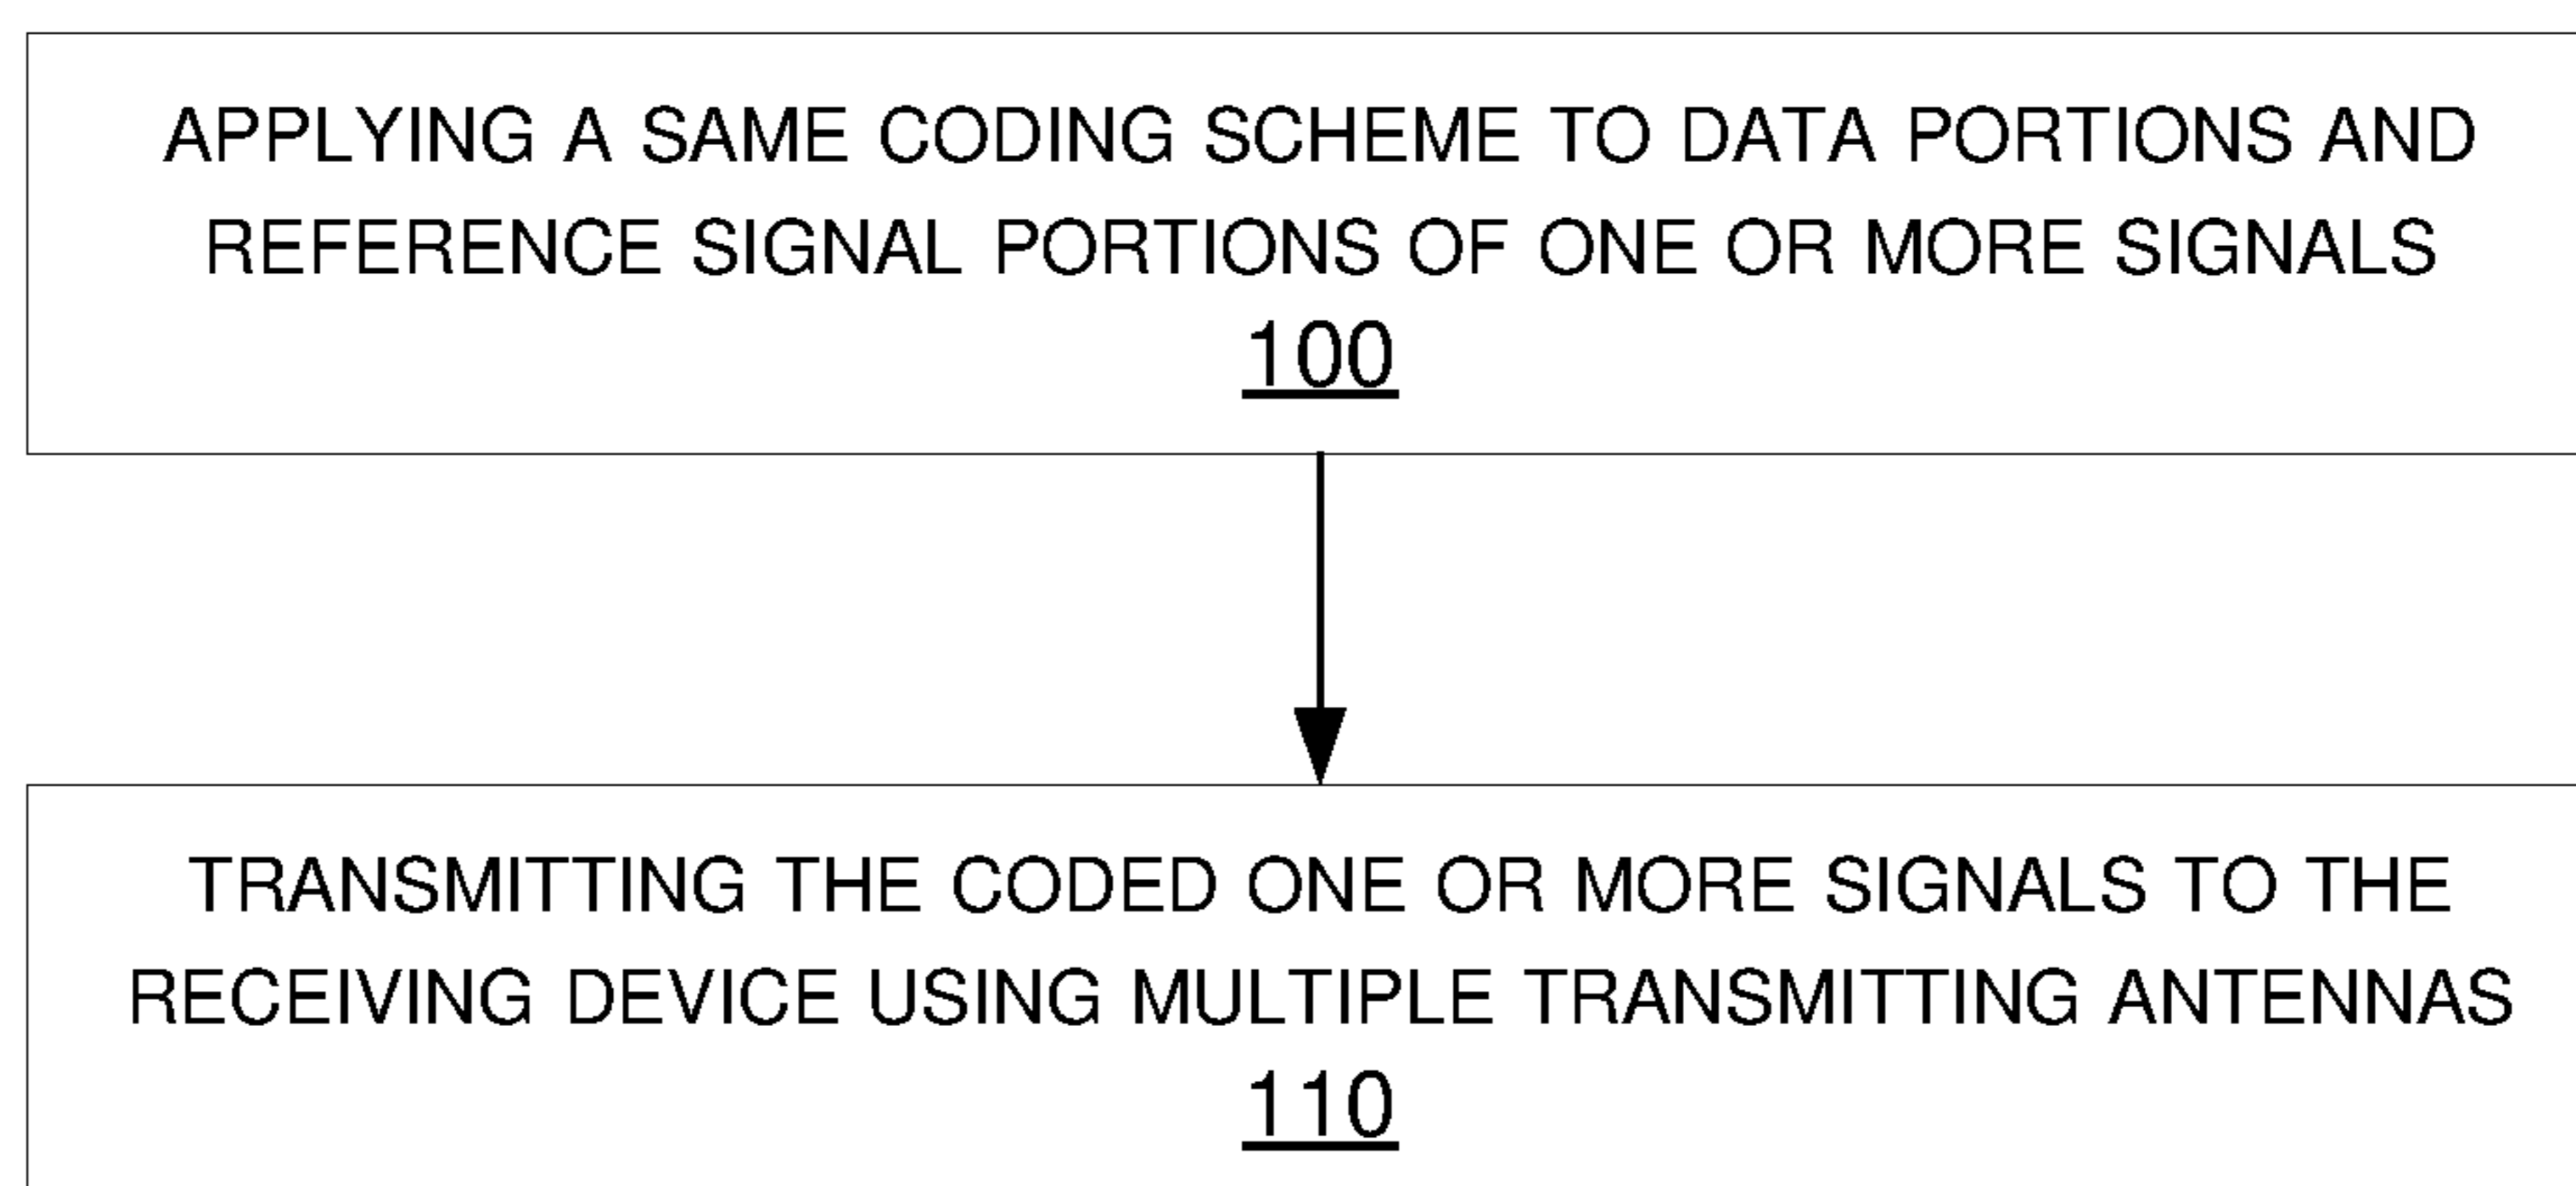 APPLYING A SAME CODING SCHEME TO DATA PORTIONS AND
REFERENCE SIGNAL PORTIONS OF ONE OR MORE SIGNALS
100
TRANSMITTING THE CODED ONE OR MORE SIGNALS TO THE
RECEIVING DEVICE USING MULTIPLE TRANSMITTING ANTENNAS
110